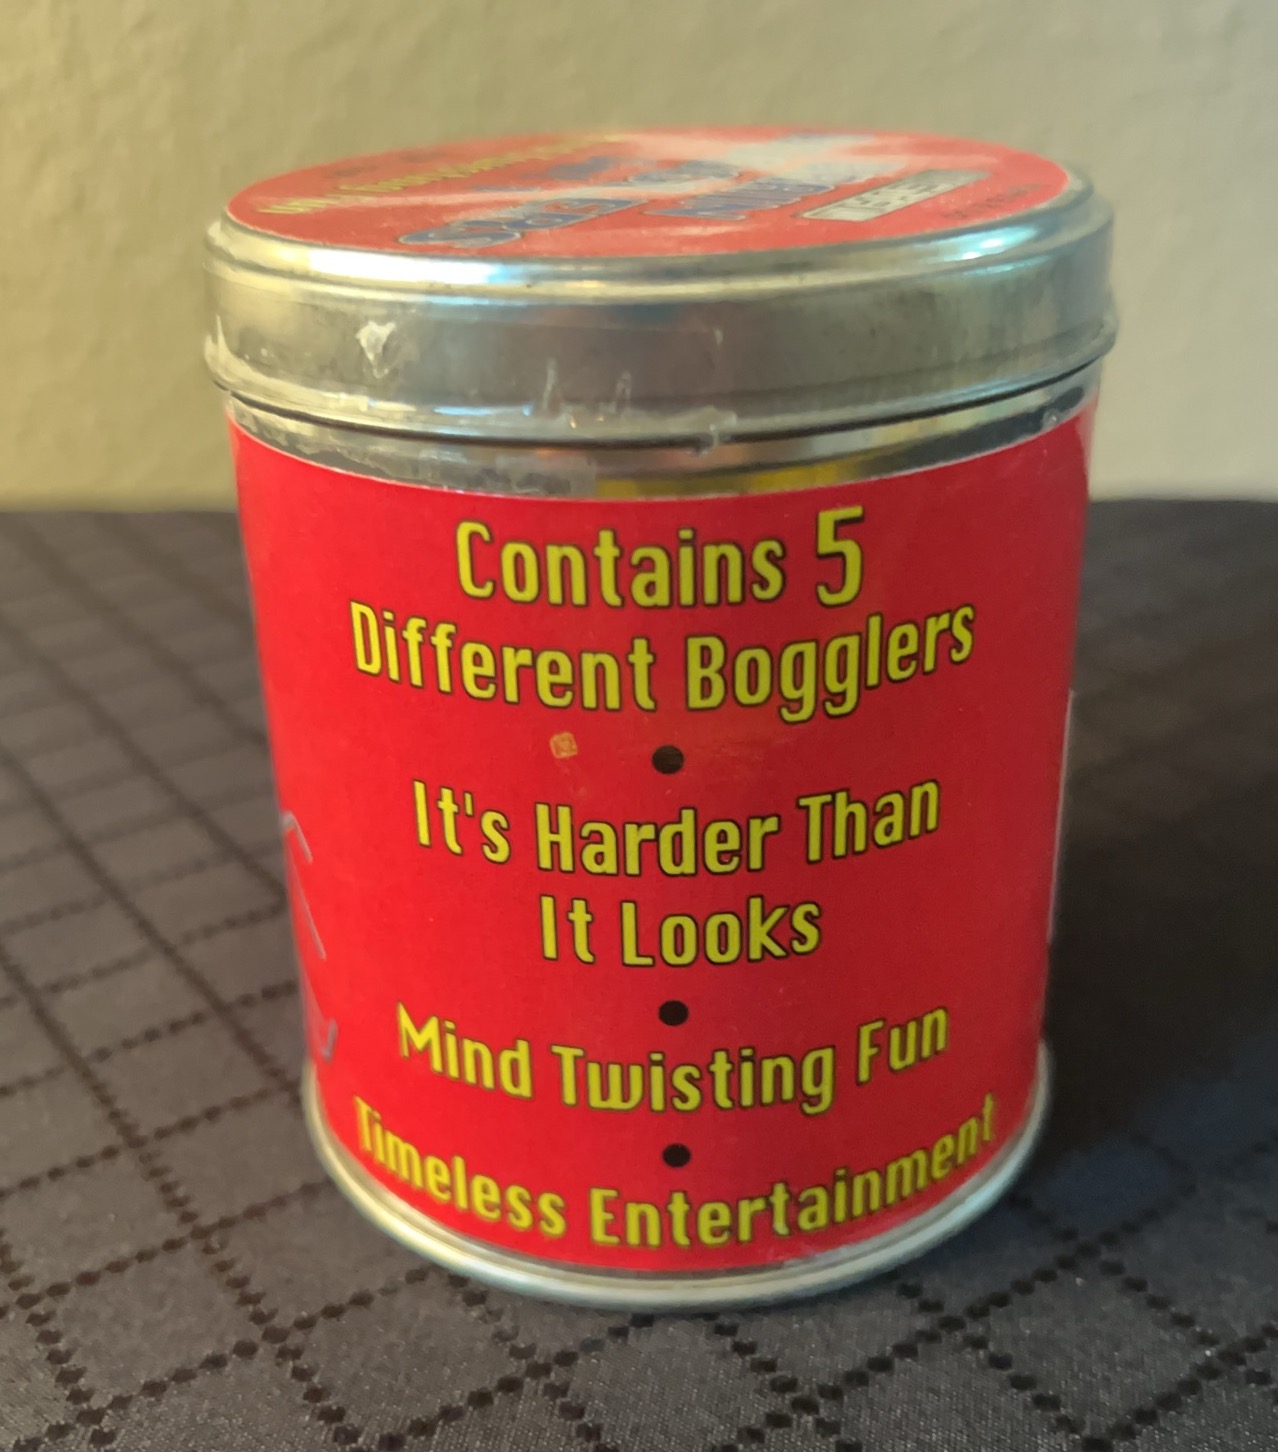 Contains 5
Different Bogglers
•
It's Harder Than
It Looks
•
Mind Twisting Fun
•
Timeless Entertainment